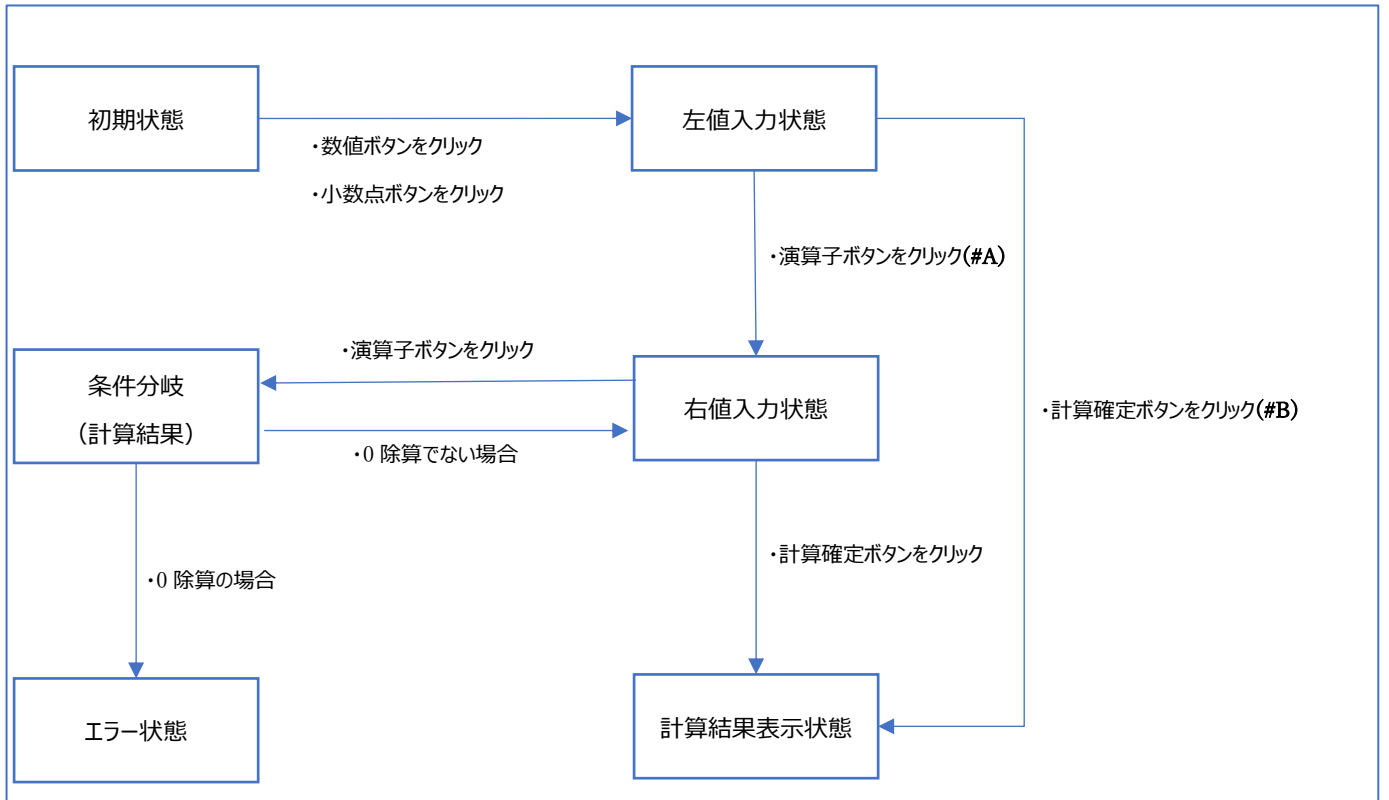 初期状態
左値入力状態
・数値ボタンをクリック
・小数点ボタンをクリック
・演算子ボタンをクリック(#A)
・演算子ボタンをクリック
条件分岐
（計算結果）
右値入力状態
・計算確定ボタンをクリック(#B)
・0 除算でない場合
・計算確定ボタンをクリック
・0 除算の場合
エラー状態
計算結果表示状態